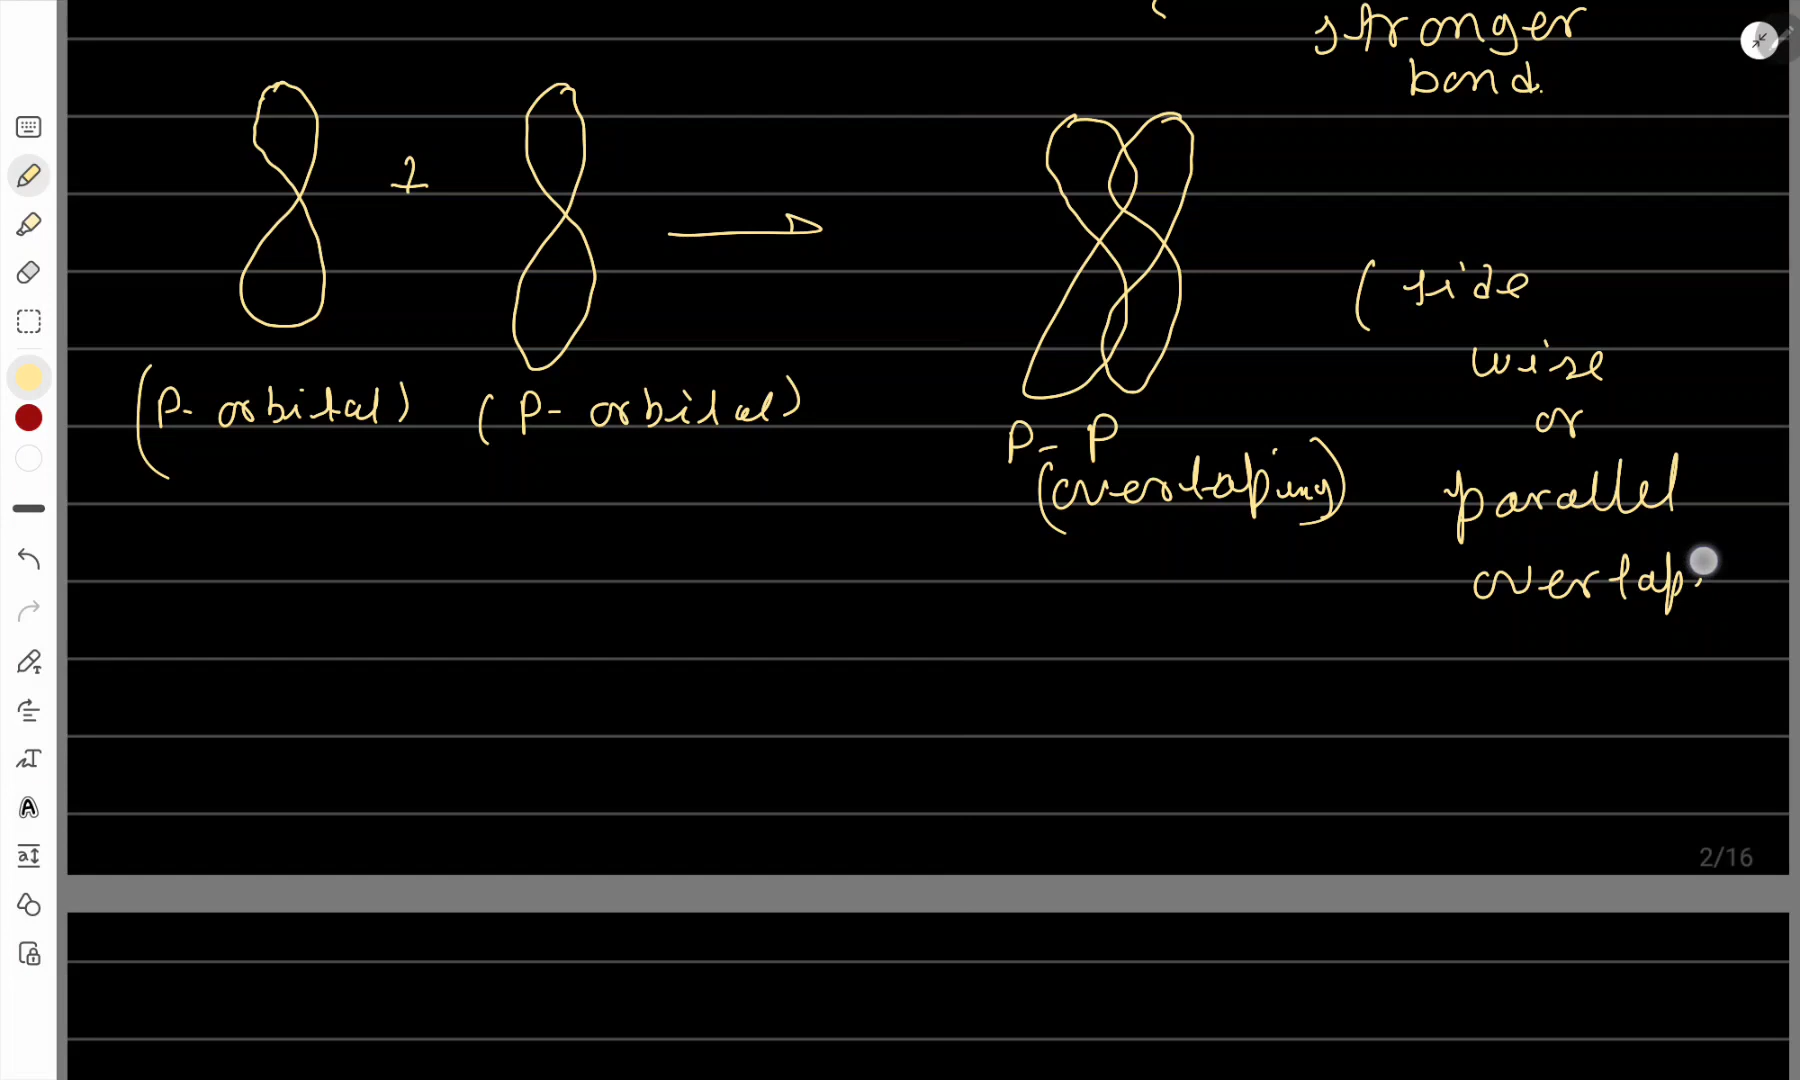 stronger
bond.
+
(side
wise
or
parallel
overlap.
(P- orbital) (P- orbital)
P-P
(overlaping)
2/16